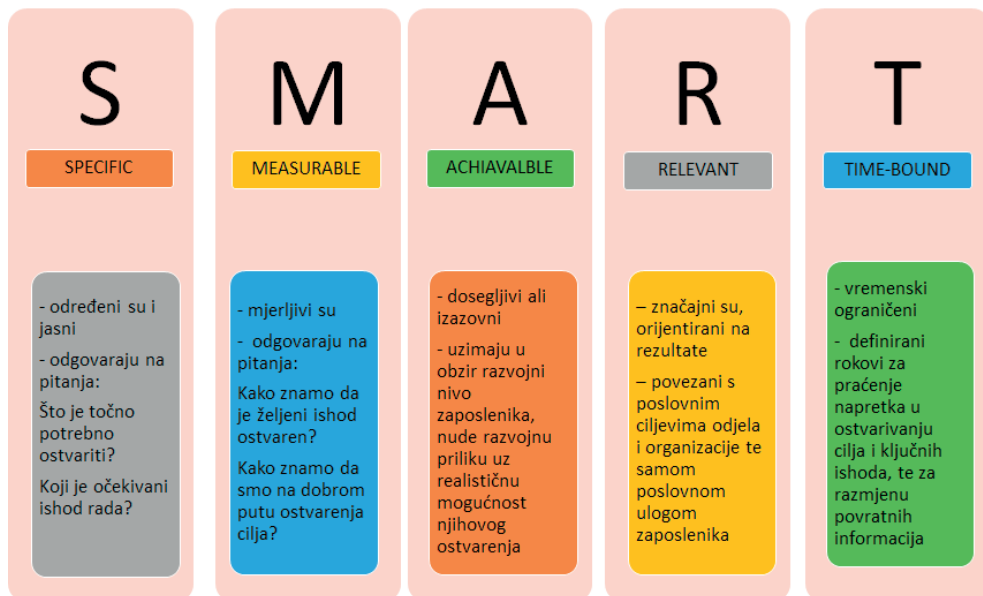 S
SPECIFIC
- određeni su i
jasni
- odgovaraju na
pitanja:
Što je točno
potrebno
ostvariti?
Koji je očekivani
ishod rada?
M
MEASURABLE
- mjerljivi su
- odgovaraju na
pitanja:
Kako znamo da
je željeni ishod
ostvaren?
Kako znamo da
smo na dobrom
putu ostvarenja
cilja?
A
ACHIAVALBLE
- dosegljivi ali
izazovni
- uzimaju u
obzir razvojni
nivo
zaposlenika,
nude razvojnu
priliku uz
realističnu
mogućnost
njihovog
ostvarenja
R
RELEVANT
– značajni su,
orijentirani na
rezultate
– povezani s
poslovnim
ciljevima odjela
i organizacije te
samom
poslovnom
ulogom
zaposlenika
T
TIME-BOUND
- vremenski
ograničeni
- definirani
rokovi za
praćenje
napretka u
ostvarivanju
cilja i ključnih
ishoda, te za
razmjenu
povratnih
informacija